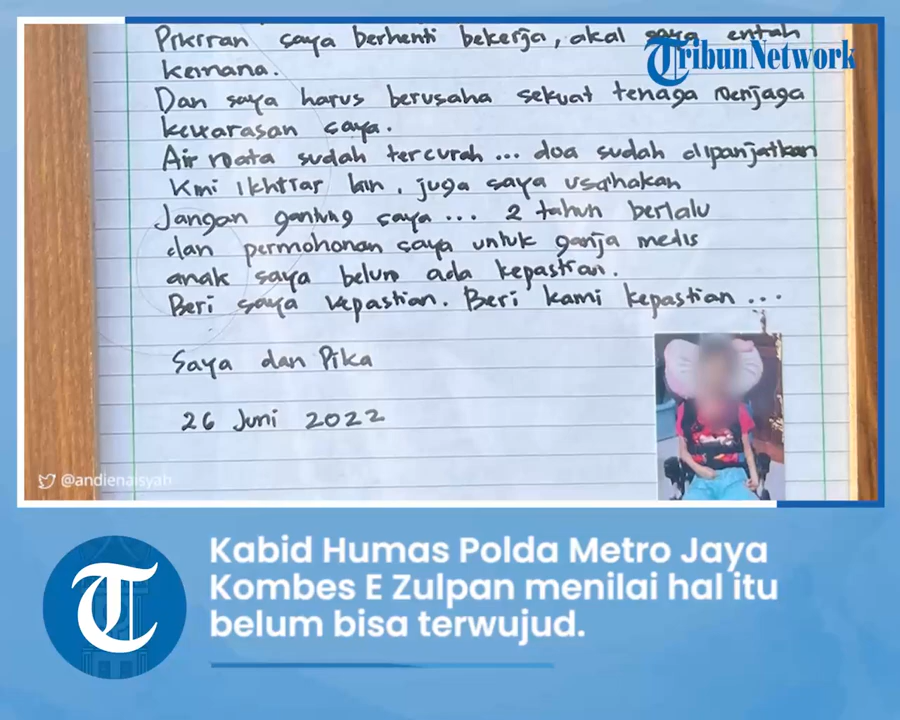 Pikiran saya berhenti bekerja, akal saya entah
TribunNetwork
kemana.
Dan saya harus berusaha sekuat tenaga menjaga
kewarasan saya.
Air mata sudah tercurah... doa sudah dipanjatkan
Kmi Ikhtiar lain, juga saya usahakan
Jangan gantung saya... 2 tahun berlalu
dan permohonan saya untuk ganja medis
anak saya belum ada kepastian.
Beri saya kepastian. Beri kami kepastian...
Saya dan Pika
26 Juni 2022
@andienaisyah
T
Kabid Humas Polda Metro Jaya
Kombes E Zulpan menilai hal itu
belum bisa terwujud.